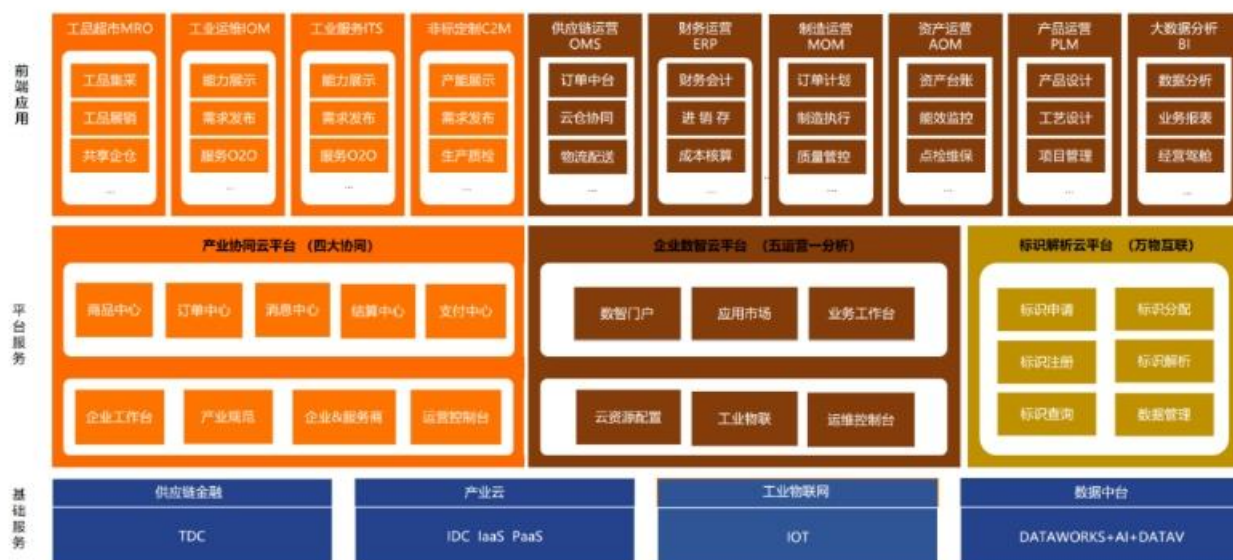 前端应用
工品超市MRO
工品集采
工品展销
共享企仓
工业运维IOM
能力展示
需求发布
服务O2O
工业服务ITS
能力展示
需求发布
服务O2O
非标定制C2M
产能展示
需求发布
生产质检
供应链运营
OMS
订单中台
云仓协同
物流配送
财务运营
ERP
财务会计
进 销 存
成本核算
制造运营
MOM
订单计划
制造执行
质量管控
资产运营
AOM
资产台账
能效监控
点检维保
产品运营
PLM
产品设计
工艺设计
项目管理
大数据分析
BI
数据分析
业务报表
经营驾舱
平台服务
产业协同云平台 (四大协同)
商品中心
订单中心
消息中心
结算中心
支付中心
企业工作台
产业规范
企业&服务商
运营控制台
企业数智云平台 (五运营一分析)
数智门户
应用市场
业务工作台
云资源配置
工业物联
运维控制台
标识解析云平台 (万物互联)
标识申请
标识分配
标识注册
标识解析
标识查询
数据管理
基础服务
供应链金融
TDC
产业云
IDC IaaS PaaS
工业物联网
IOT
数据中台
DATAWORKS+AI+DATAV